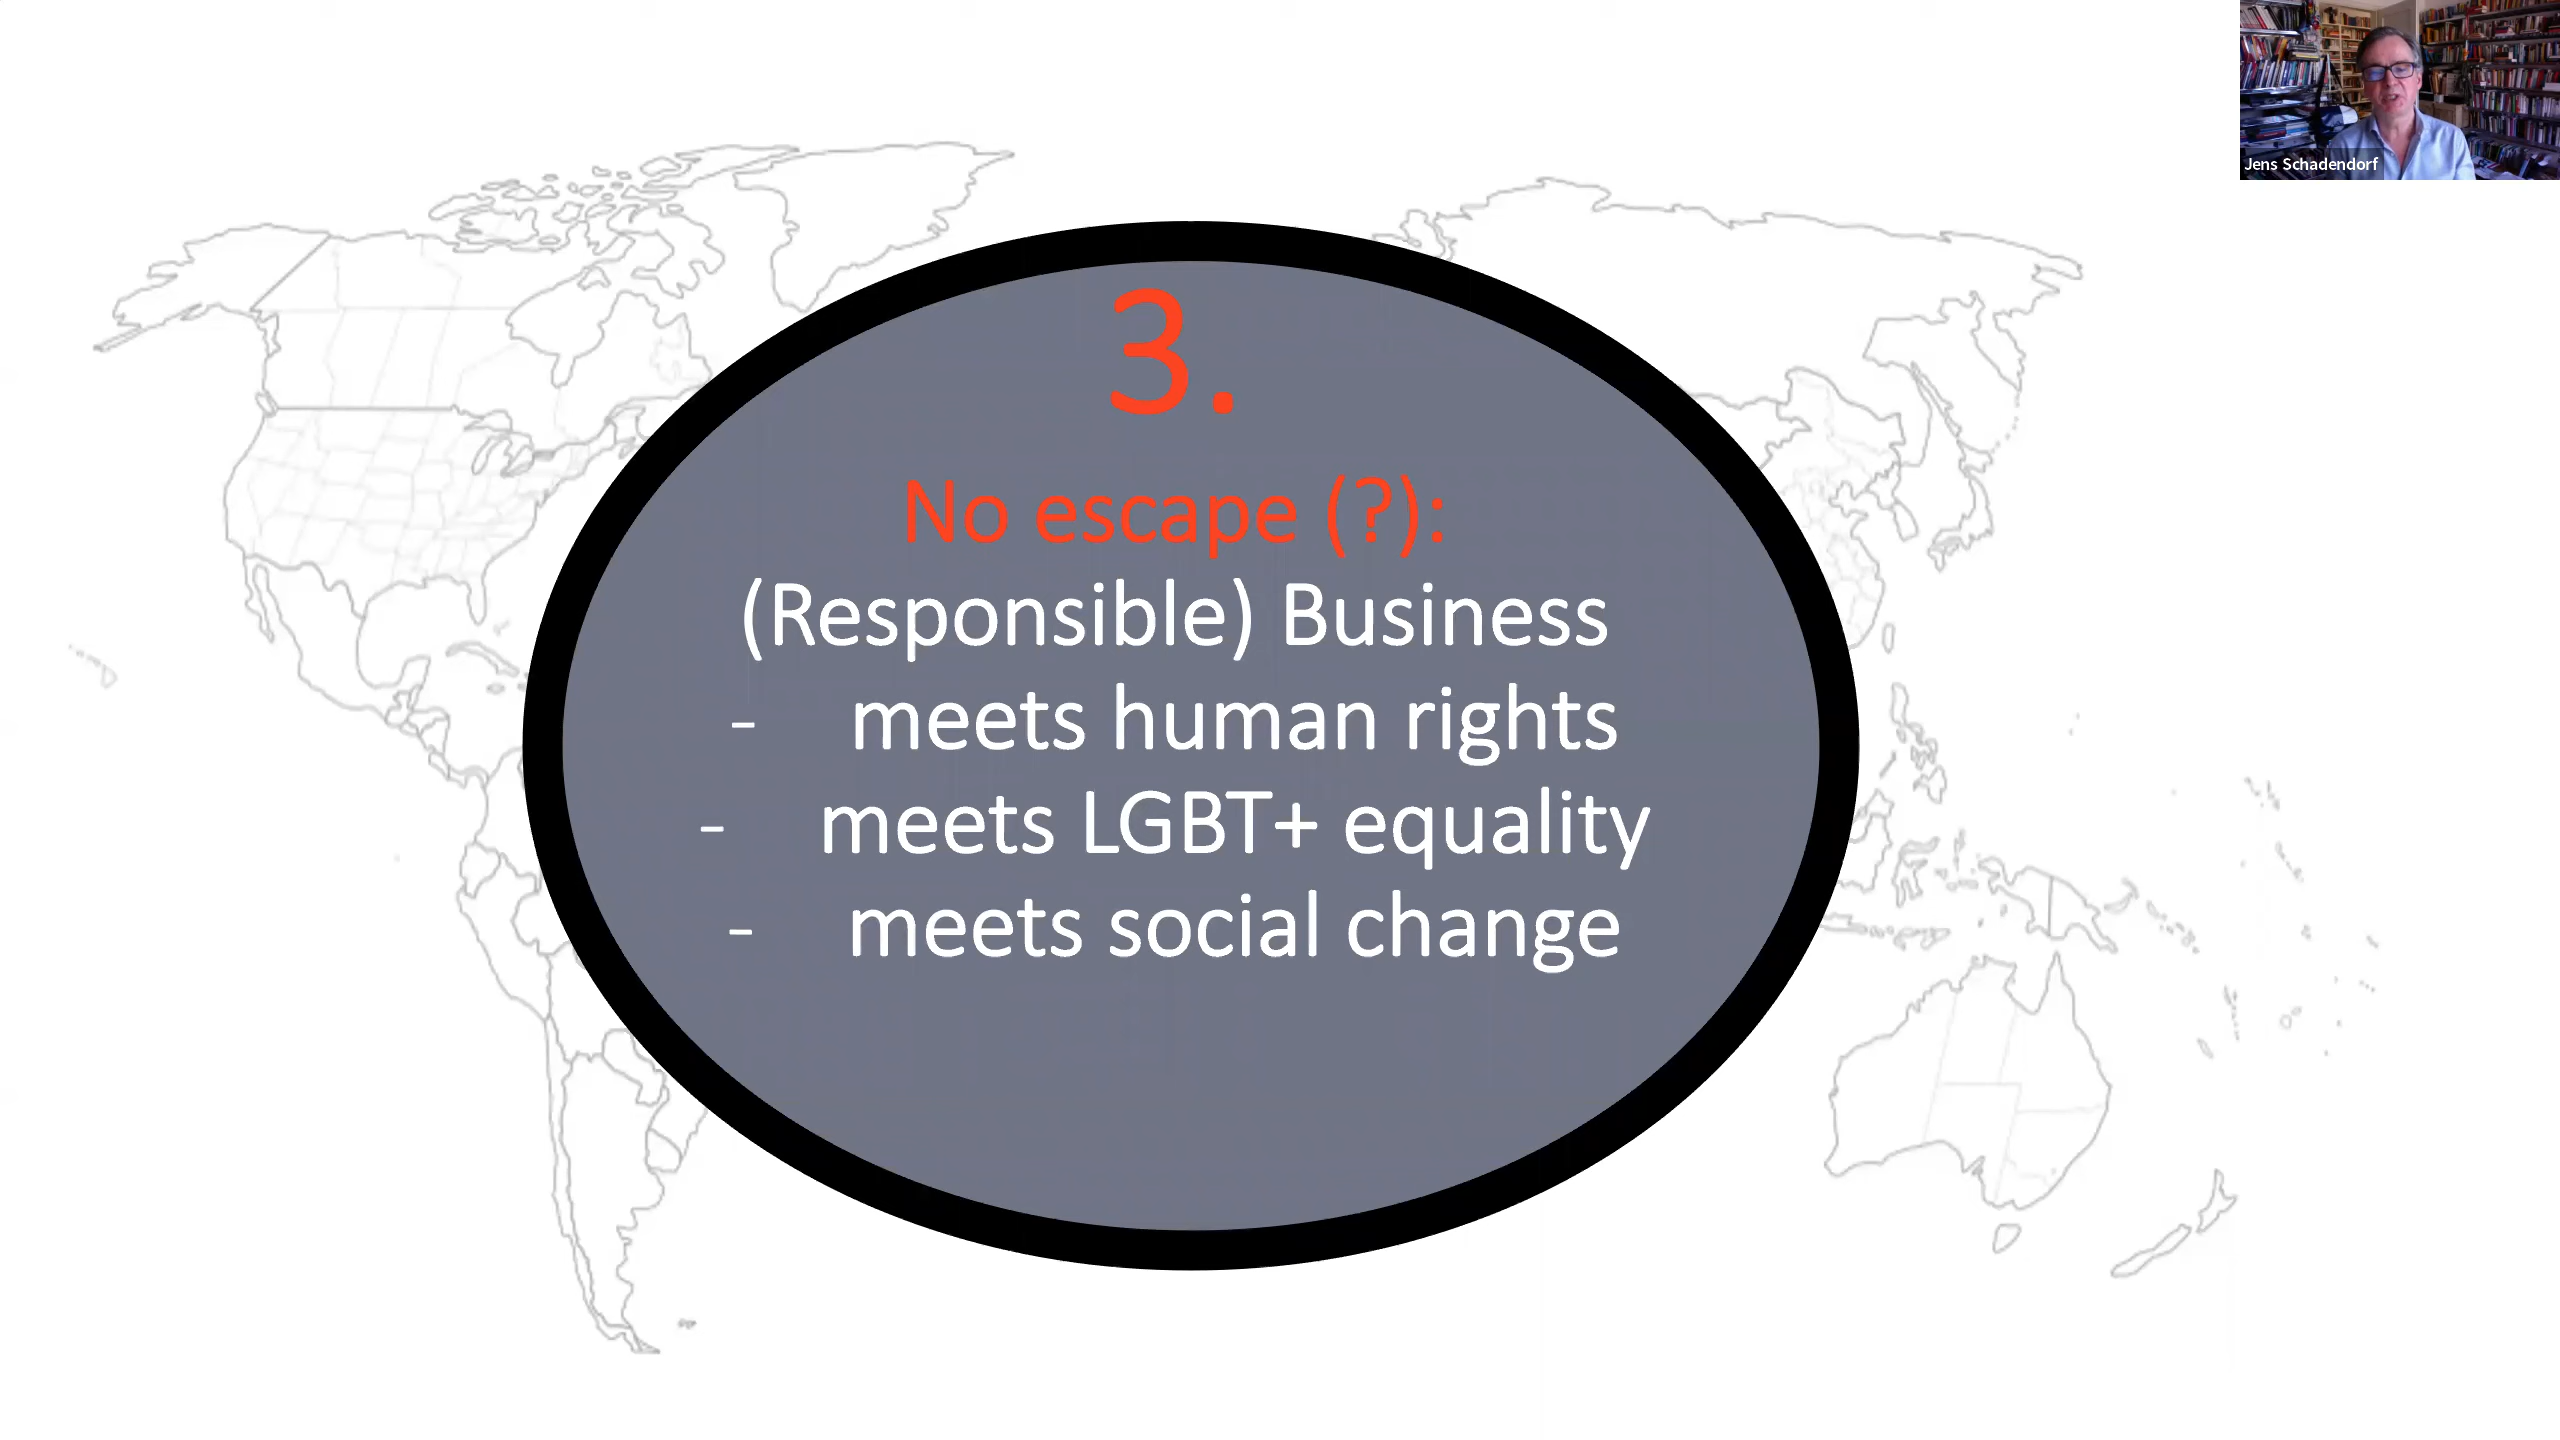 Jens Schadendorf
3.
No escape (?):
(Responsible) Business
- meets human rights
- meets LGBT+ equality
- meets social change